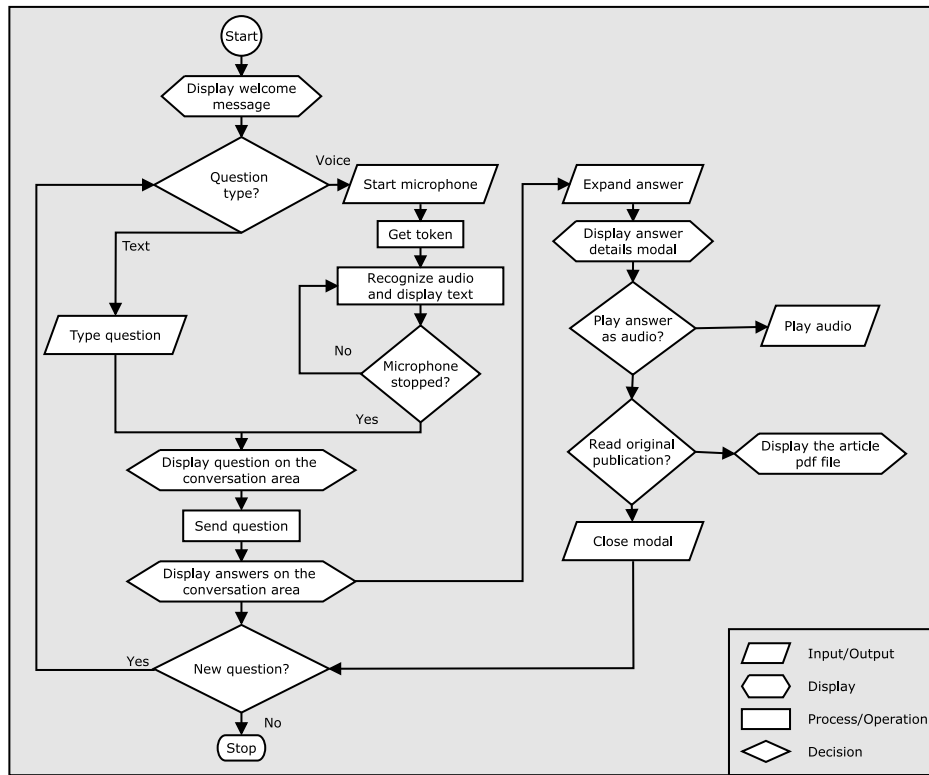 Start
Display welcome
message
Question
type?
Voice
Start microphone
Get token
Recognize audio
and display text
No
Microphone
stopped?
Yes
Text
Type question
Display question on the
conversation area
Send question
Display answers on the
conversation area
New question?
Yes
No
Stop
Expand answer
Display answer
details modal
Play answer
as audio?
Play audio
Read original
publication?
Display the article
pdf file
Close modal
Input/Output
Display
Process/Operation
Decision